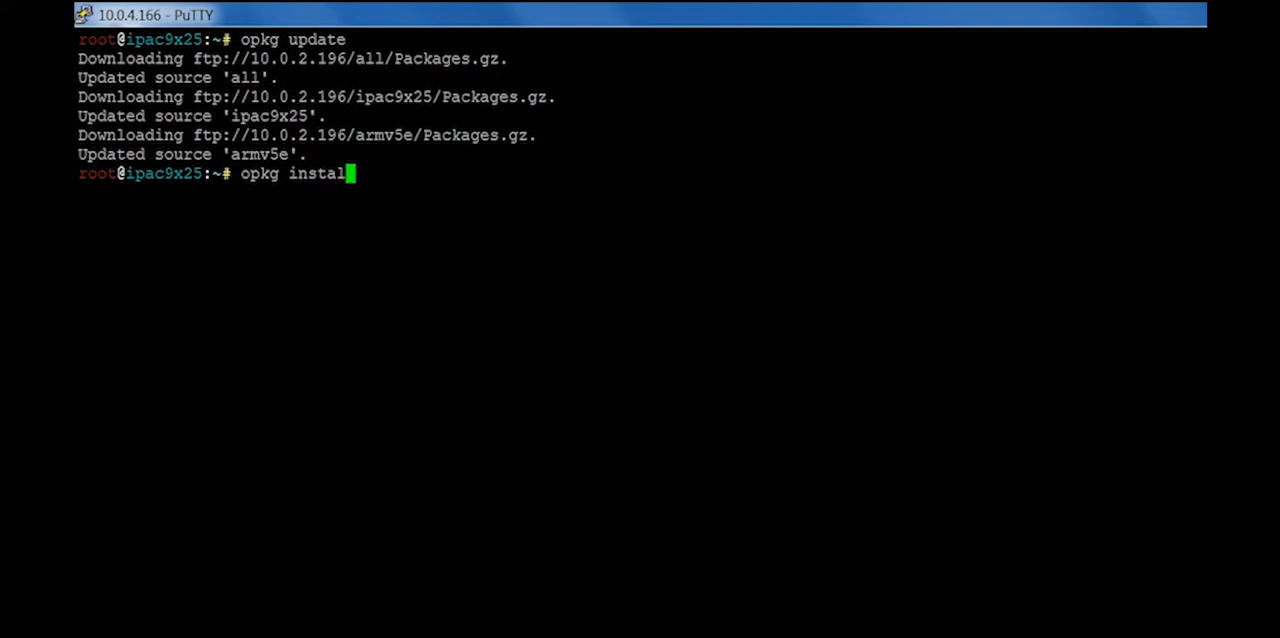 10.0.4.166 - PuTTY
root@ipac9x25:~# opkg update
Downloading ftp://10.0.2.196/all/Packages.gz.
Updated source 'all'.
Downloading ftp://10.0.2.196/ipac9x25/Packages.gz.
Updated source 'ipac9x25'.
Downloading ftp://10.0.2.196/armv5e/Packages.gz.
Updated source 'armv5e'.
root@ipac9x25:~# opkg instal